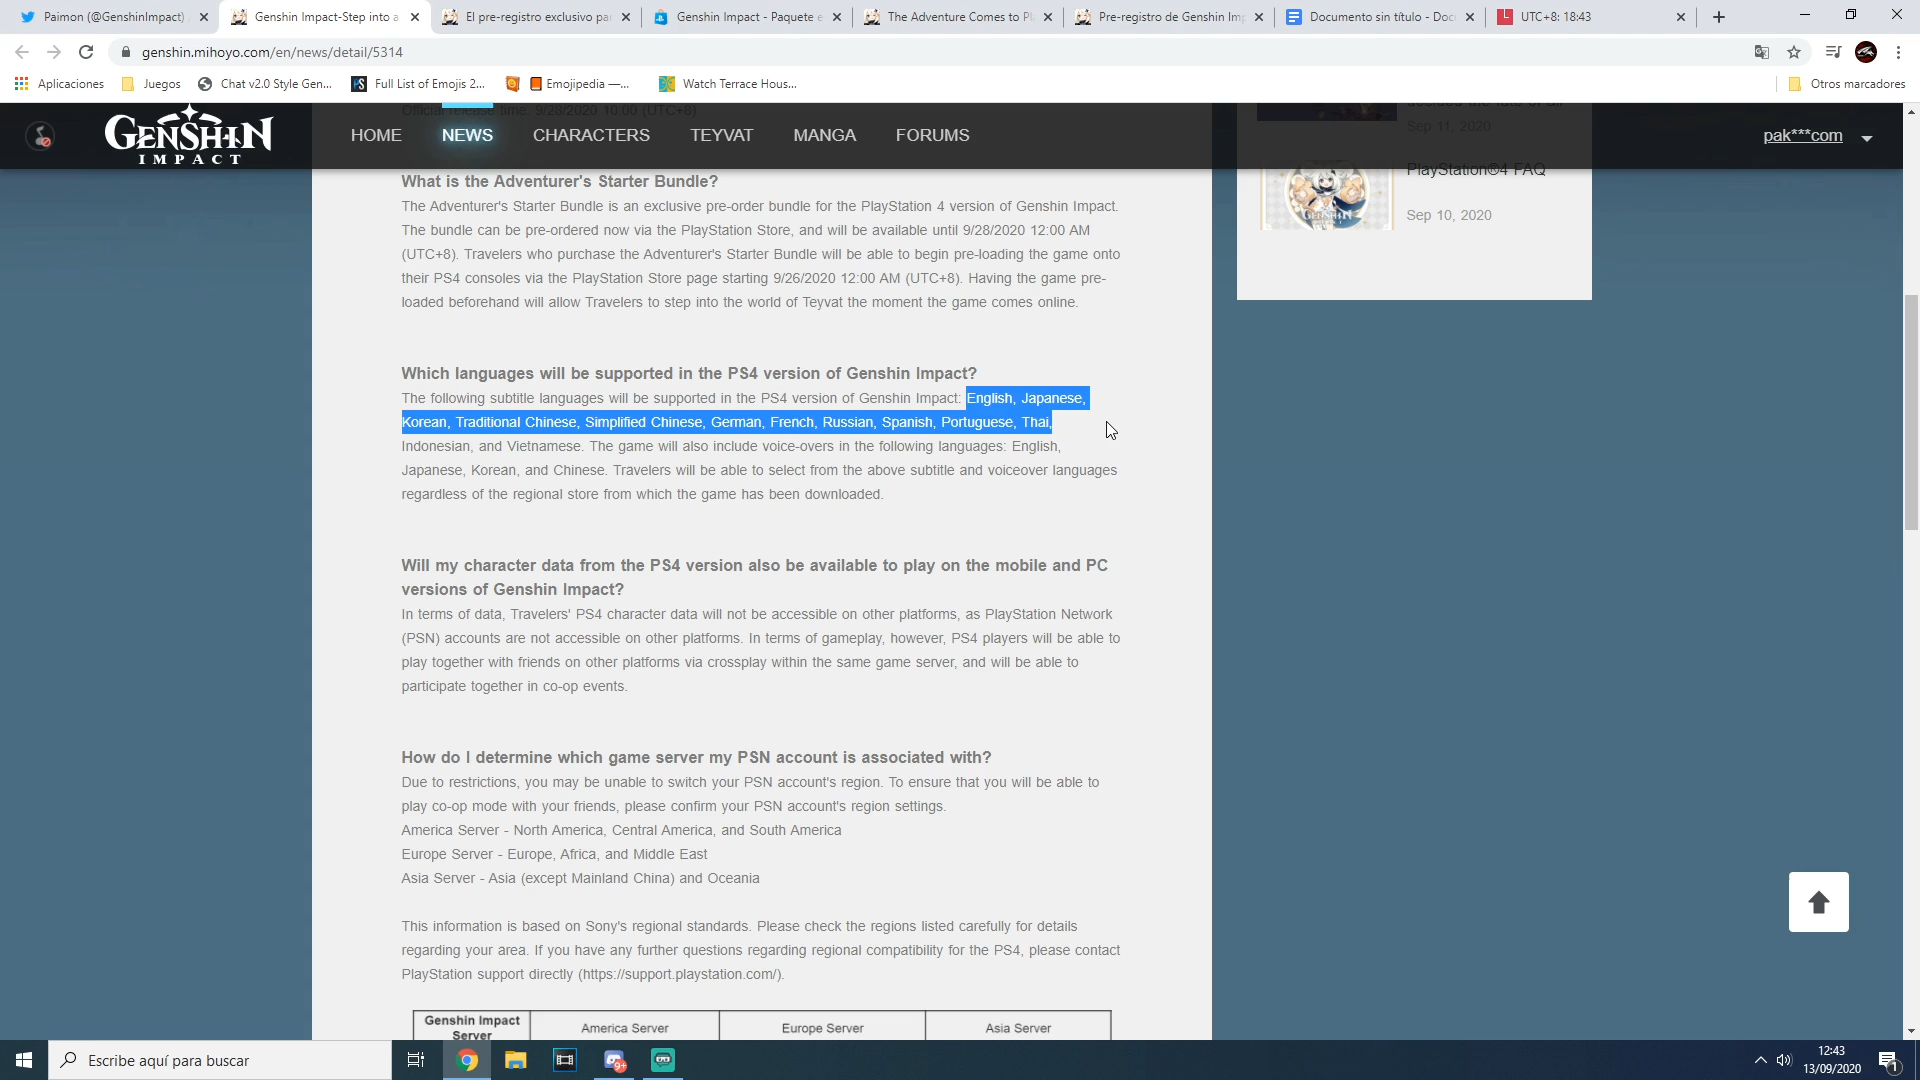 Paimon (@GenshinImpact)
Genshin Impact-Step into a
El pre-registro exclusivo par
Genshin Impact - Paquete e
The Adventure Comes to Pl
Pre-registro de Genshin Imp
Documento sin título - Doc
UTC+8: 18:43
genshin.mihoyo.com/en/news/detail/5314
Aplicaciones
Juegos
Chat v2.0 Style Gen...
Full List of Emojis 2...
Emojipedia —...
Watch Terrace Hous...
Otros marcadores
Official release time: 9/28/2020 10:00 (UTC+8)
GENSHIN
IMPACT
HOME
NEWS
CHARACTERS
TEYVAT
MANGA
FORUMS
pak***com
Sep 11, 2020
PlayStation®4 FAQ
Sep 10, 2020
What is the Adventurer's Starter Bundle?
The Adventurer's Starter Bundle is an exclusive pre-order bundle for the PlayStation 4 version of Genshin Impact.
The bundle can be pre-ordered now via the PlayStation Store, and will be available until 9/28/2020 12:00 AM
(UTC+8). Travelers who purchase the Adventurer's Starter Bundle will be able to begin pre-loading the game onto
their PS4 consoles via the PlayStation Store page starting 9/26/2020 12:00 AM (UTC+8). Having the game pre-
loaded beforehand will allow Travelers to step into the world of Teyvat the moment the game comes online.
Which languages will be supported in the PS4 version of Genshin Impact?
The following subtitle languages will be supported in the PS4 version of Genshin Impact: English, Japanese,
Korean, Traditional Chinese, Simplified Chinese, German, French, Russian, Spanish, Portuguese, Thai,
Indonesian, and Vietnamese. The game will also include voice-overs in the following languages: English,
Japanese, Korean, and Chinese. Travelers will be able to select from the above subtitle and voiceover languages
regardless of the regional store from which the game has been downloaded.
Will my character data from the PS4 version also be available to play on the mobile and PC
versions of Genshin Impact?
In terms of data, Travelers' PS4 character data will not be accessible on other platforms, as PlayStation Network
(PSN) accounts are not accessible on other platforms. In terms of gameplay, however, PS4 players will be able to
play together with friends on other platforms via crossplay within the same game server, and will be able to
participate together in co-op events.
How do I determine which game server my PSN account is associated with?
Due to restrictions, you may be unable to switch your PSN account's region. To ensure that you will be able to
play co-op mode with your friends, please confirm your PSN account's region settings.
America Server - North America, Central America, and South America
Europe Server - Europe, Africa, and Middle East
Asia Server - Asia (except Mainland China) and Oceania
This information is based on Sony's regional standards. Please check the regions listed carefully for details
regarding your area. If you have any further questions regarding regional compatibility for the PS4, please contact
PlayStation support directly (https://support.playstation.com/).
Genshin Impact
Server
America Server
Europe Server
Asia Server
Escribe aquí para buscar
9+
12:43
13/09/2020
1